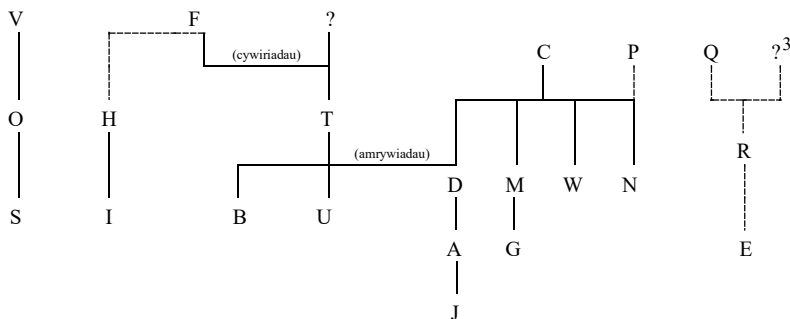 V F ?
(cywiriadau) C P Q ?³
O H T
(amrywiadau) R
D M W N
S I B U
A G E
J